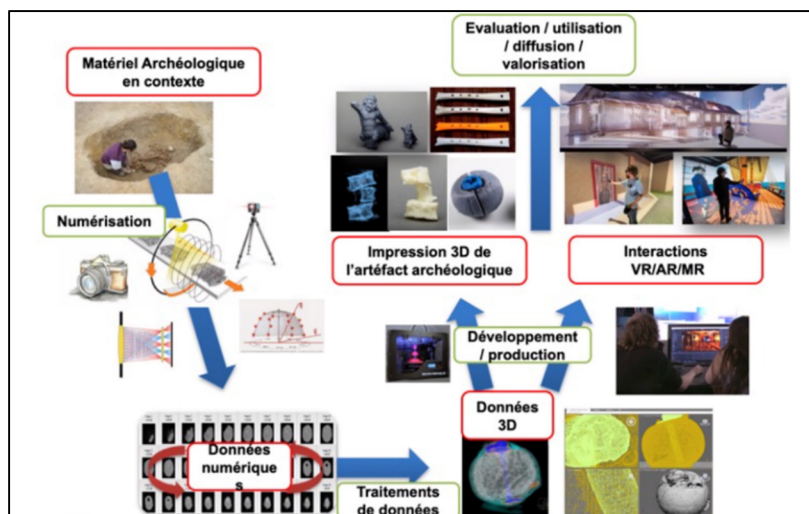 Matériel Archéologique
en contexte
Numérisation
Données
numérique
s
Traitements
de données
Données
3D
Développement
/ production
Impression 3D de
l'artéfact archéologique
Interactions
VR/AR/MR
Evaluation / utilisation
/ diffusion /
valorisation